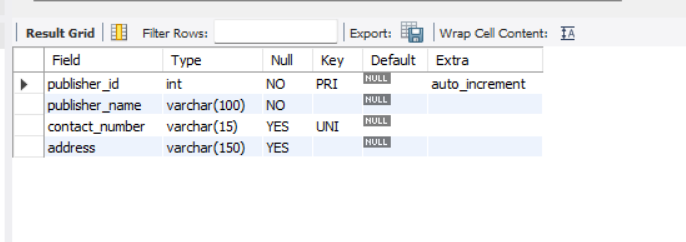 Result Grid Filter Rows: Export: Wrap Cell Content: IA
Field Type Null Key Default Extra
publisher_id int NO PRI NULL auto_increment
publisher_name varchar(100) NO NULL
contact_number varchar(15) YES UNI NULL
address varchar(150) YES NULL